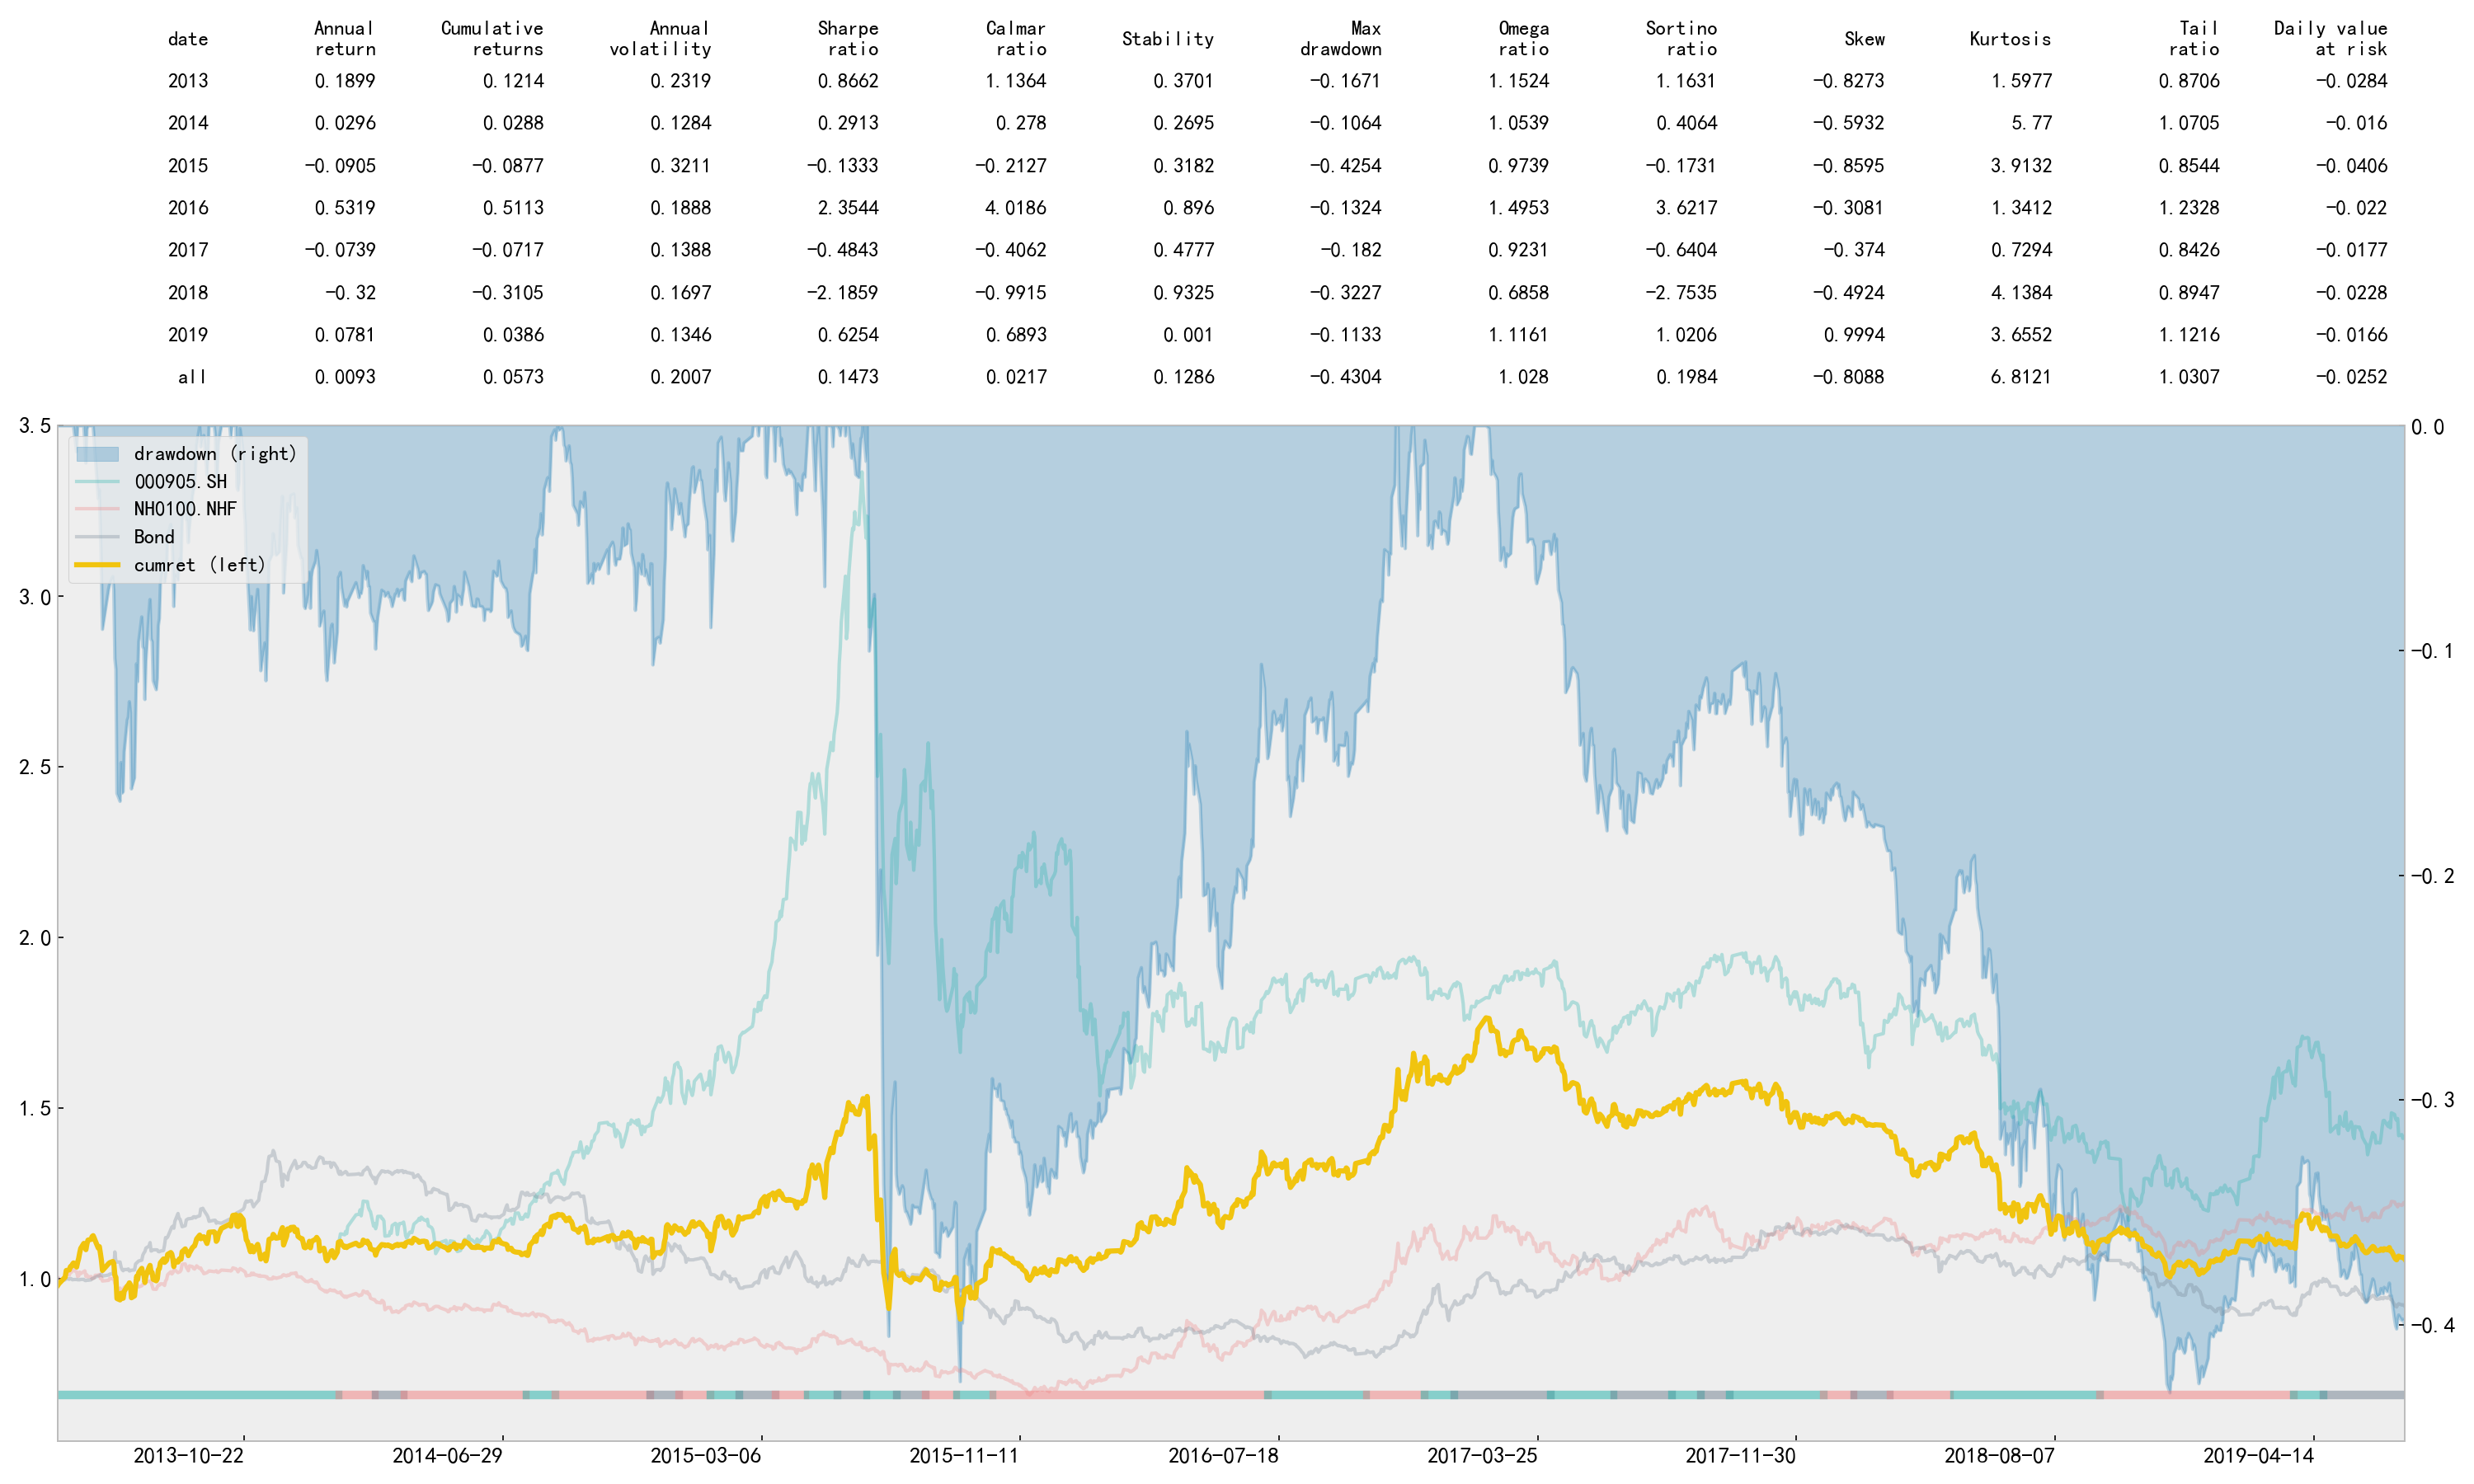 date Annual return Cumulative returns Annual volatility Sharpe ratio Calmar ratio Stability Max drawdown Omega ratio Sortino ratio Skew Kurtosis Tail ratio Daily value at risk
2013 0.1899 0.1214 0.2319 0.8662 1.1364 0.3701 −0.1671 1.1524 1.1631 −0.8273 1.5977 0.8706 −0.0284
2014 0.0296 0.0288 0.1284 0.2913 0.278 0.2695 −0.1064 1.0539 0.4064 −0.5932 5.77 1.0705 −0.016
2015 −0.0905 −0.0877 0.3211 −0.1333 −0.2127 0.3182 −0.4254 0.9739 −0.1731 −0.8595 3.9132 0.8544 −0.0406
2016 0.5319 0.5113 0.1888 2.3544 4.0186 0.896 −0.1324 1.4953 3.6217 −0.3081 1.3412 1.2328 −0.022
2017 −0.0739 −0.0717 0.1388 −0.4843 −0.4062 0.4777 −0.182 0.9231 −0.6404 −0.374 0.7294 0.8426 −0.0177
2018 −0.32 −0.3105 0.1697 −2.1859 −0.9915 0.9325 −0.3227 0.6858 −2.7535 −0.4924 4.1384 0.8947 −0.0228
2019 0.0781 0.0386 0.1346 0.6254 0.6893 0.001 −0.1133 1.1161 1.0206 0.9994 3.6552 1.1216 −0.0166
all 0.0093 0.0573 0.2007 0.1473 0.0217 0.1286 −0.4304 1.028 0.1984 −0.8088 6.8121 1.0307 −0.0252
3.5
3.0
2.5
2.0
1.5
1.0
drawdown (right)
000905.SH
NH0100.NHF
Bond
cumret (left)
0.0
−0.1
−0.2
−0.3
−0.4
2013−10−22 2014−06−29 2015−03−06 2015−11−11 2016−07−18 2017−03−25 2017−11−30 2018−08−07 2019−04−14